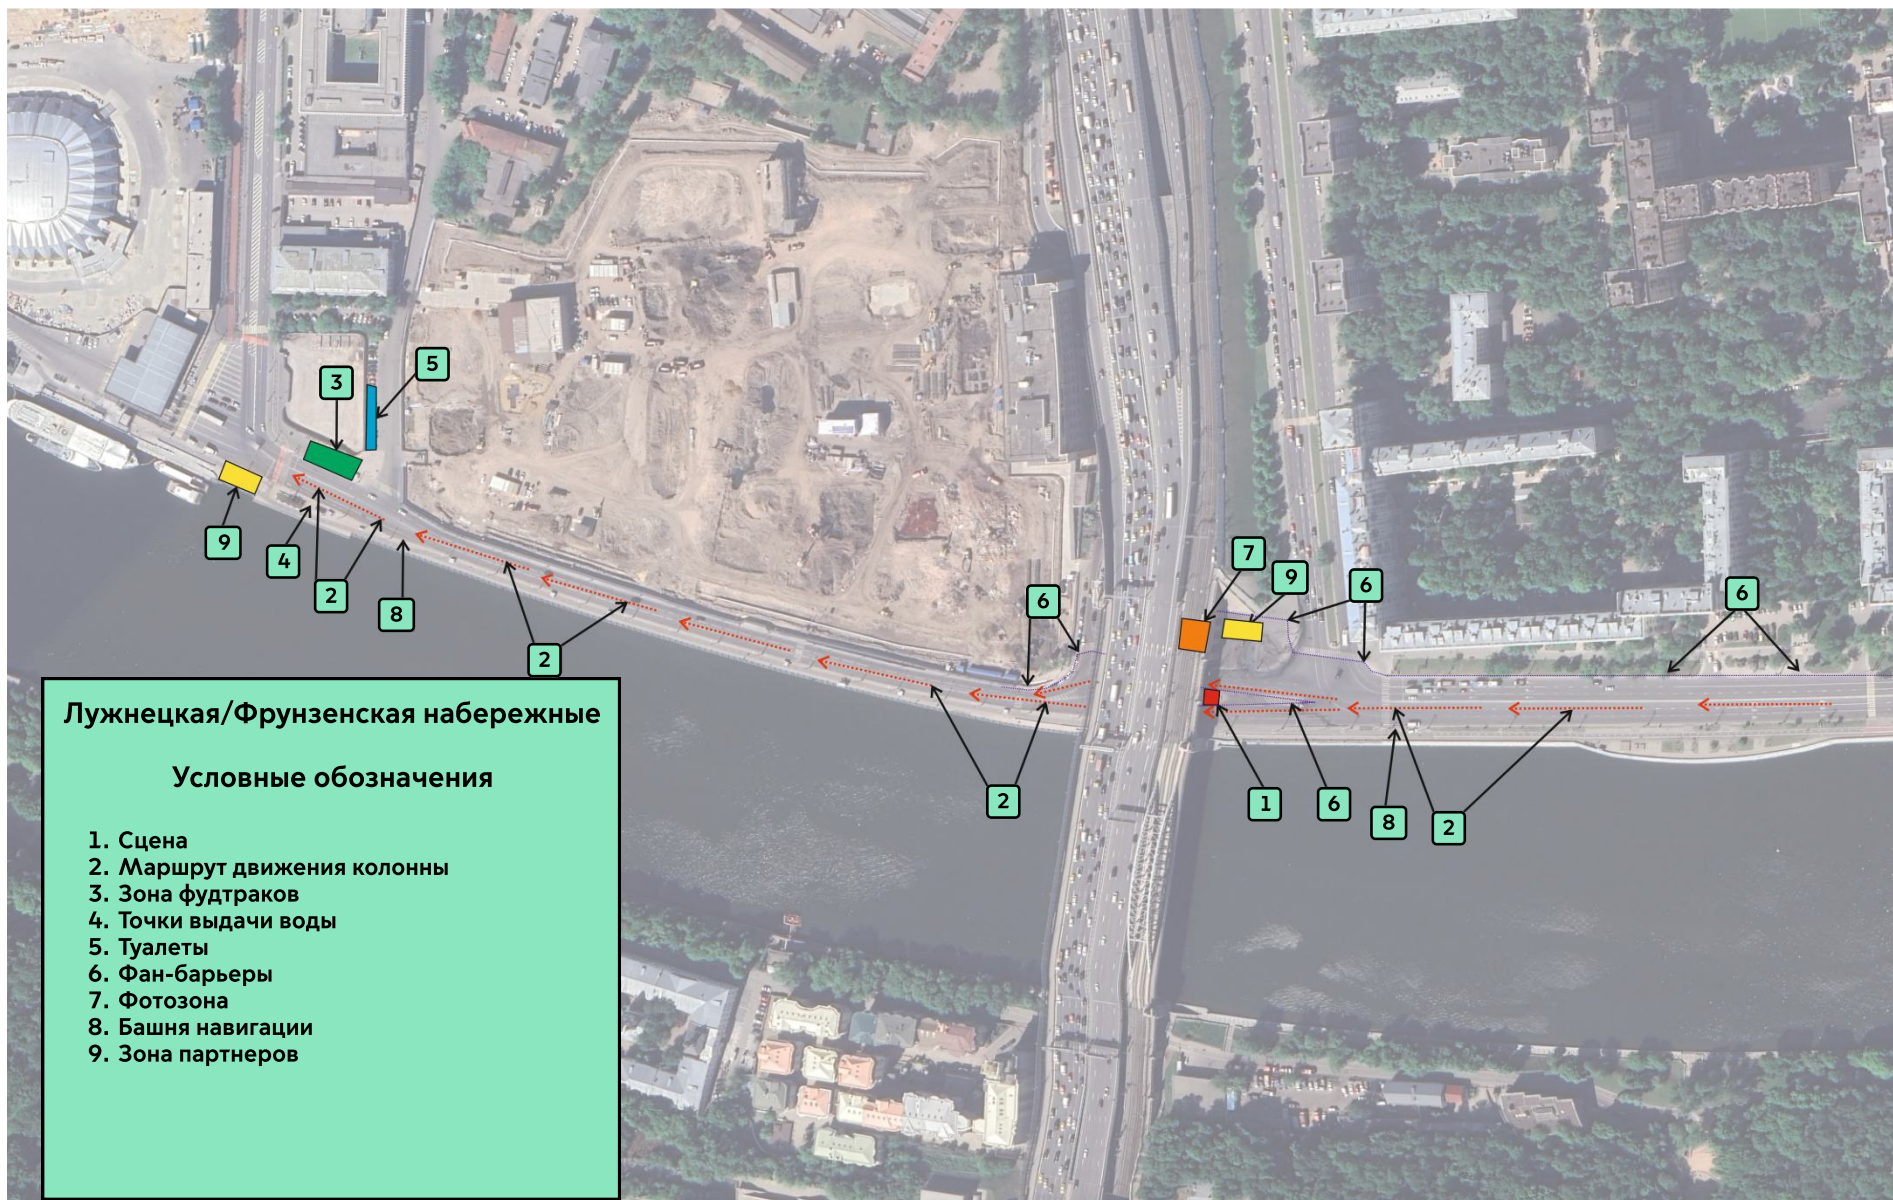 3
5
9
4
2
8
2
6
7
9
6
6
2
1
6
8
2
Лужнецкая/Фрунзенская набережные
Условные обозначения
1. Сцена
2. Маршрут движения колонны
3. Зона фудтраков
4. Точки выдачи воды
5. Туалеты
6. Фан-барьеры
7. Фотозона
8. Башня навигации
9. Зона партнеров